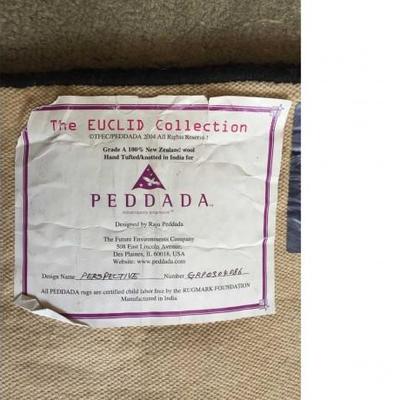 The EUCLID Collection
©TFEC/PEDDADA 2004 All Rights Reserved
Grade A 100% New Zealand wool
Hand Tufted/knotted in India for
PEDDADA™
Designed by Raju Peddada
The Future Environments Company
508 East Lincoln Avenue
Des Plaines, IL 60018, USA
Website: www.peddada.com
Design Name PERSPECTIVE Number
All PEDDADA rugs are certified child labor free by the RUGMARK FOUNDATION
Manufactured in India